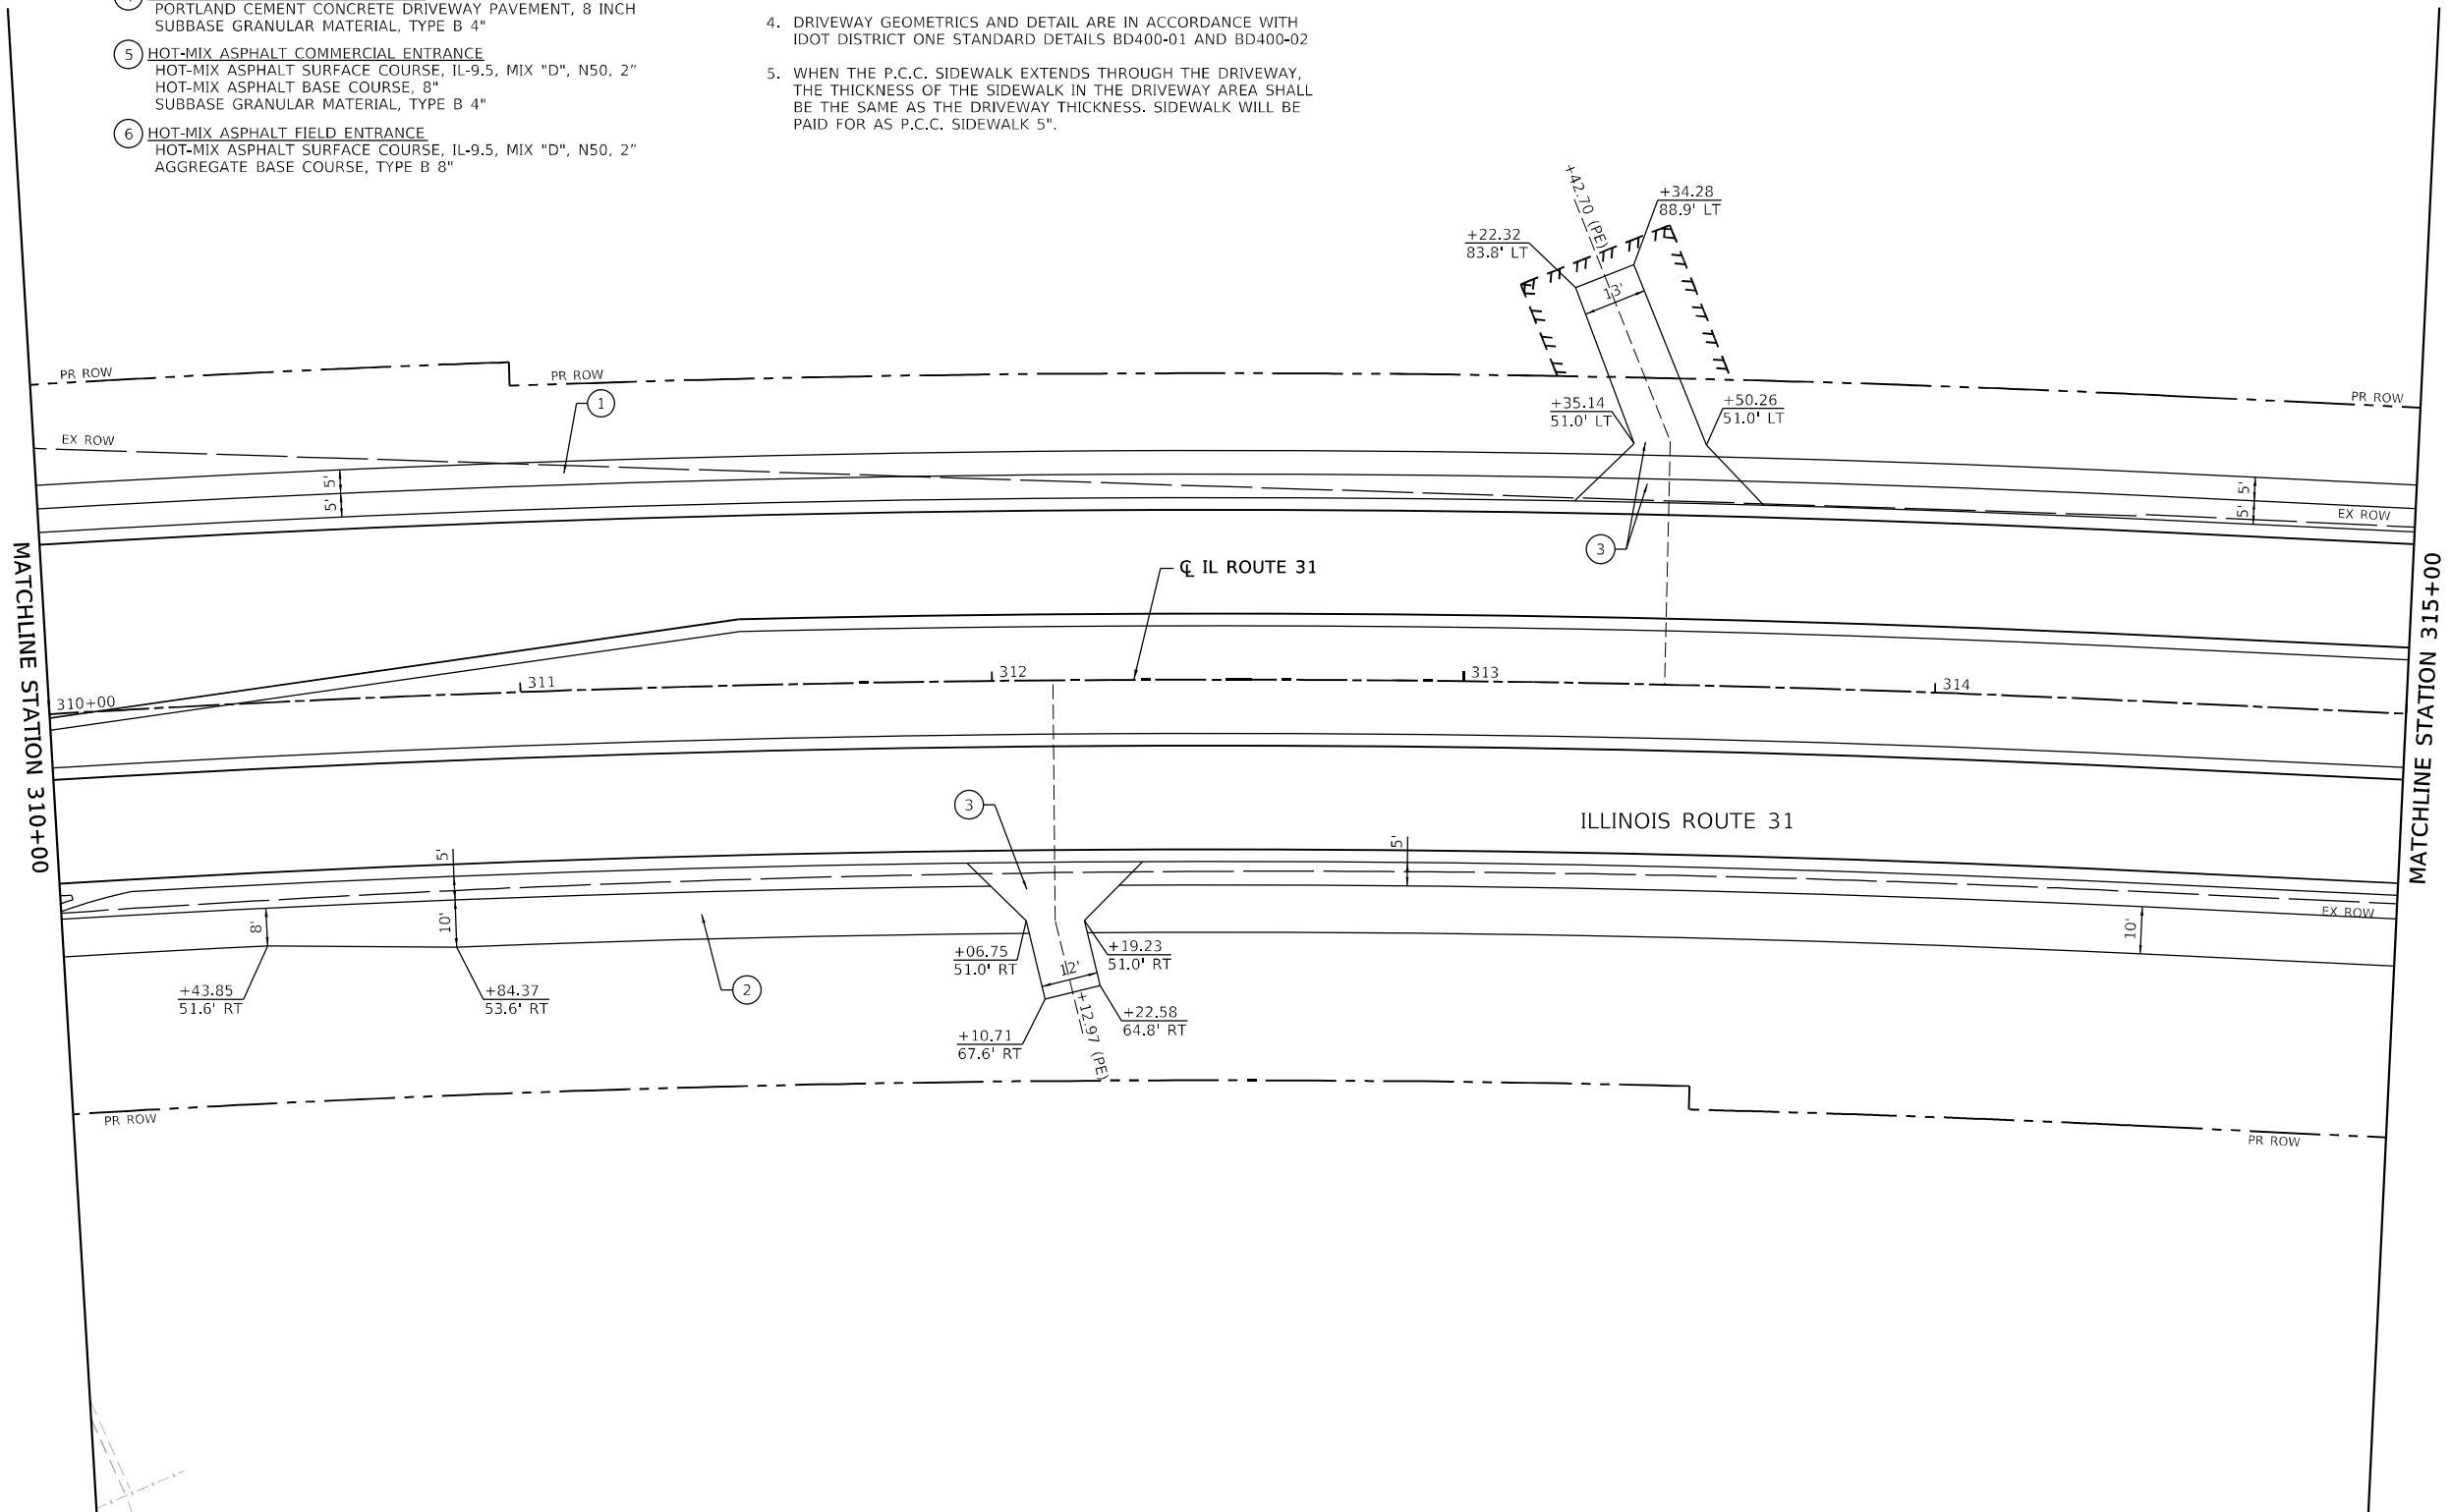 4
PORTLAND CEMENT CONCRETE DRIVEWAY PAVEMENT, 8 INCH
SUBBASE GRANULAR MATERIAL, TYPE B 4"
5 HOT-MIX ASPHALT COMMERCIAL ENTRANCE
HOT-MIX ASPHALT SURFACE COURSE, IL-9.5, MIX "D", N50, 2"
HOT-MIX ASPHALT BASE COURSE, 8"
SUBBASE GRANULAR MATERIAL, TYPE B 4"
6 HOT-MIX ASPHALT FIELD ENTRANCE
HOT-MIX ASPHALT SURFACE COURSE, IL-9.5, MIX "D", N50, 2"
AGGREGATE BASE COURSE, TYPE B 8"
4. DRIVEWAY GEOMETRICS AND DETAIL ARE IN ACCORDANCE WITH
IDOT DISTRICT ONE STANDARD DETAILS BD400-01 AND BD400-02
5. WHEN THE P.C.C. SIDEWALK EXTENDS THROUGH THE DRIVEWAY,
THE THICKNESS OF THE SIDEWALK IN THE DRIVEWAY AREA SHALL
BE THE SAME AS THE DRIVEWAY THICKNESS. SIDEWALK WILL BE
PAID FOR AS P.C.C. SIDEWALK 5".
+42.70 (PE)
+34.28
88.9' LT
+22.32
83.8' LT
13'
PR ROW
PR ROW
PR ROW
1
+35.14
51.0' LT
+50.26
51.0' LT
EX ROW
5'
5'
5'
5'
EX ROW
3
℄ IL ROUTE 31
MATCHLINE STATION 310+00
MATCHLINE STATION 315+00
310+00
311
312
313
314
3
ILLINOIS ROUTE 31
5'
5'
8'
10'
10'
EX ROW
+06.75
51.0' RT
+19.23
51.0' RT
12'
+43.85
51.6' RT
+84.37
53.6' RT
2
+12.97 (PE)
+22.58
64.8' RT
+10.71
67.6' RT
PR ROW
PR ROW